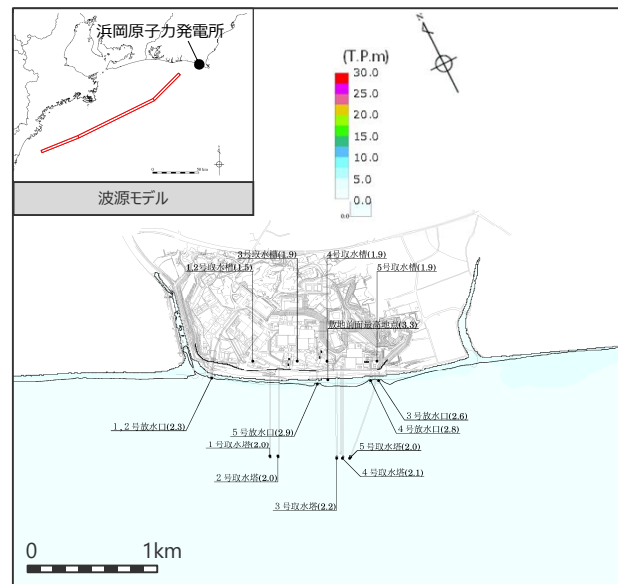 浜岡原子力発電所
50 km
波源モデル
(T.P.m)
30.0
25.0
20.0
15.0
10.0
5.0
0.0
0.0
N
3号取水槽(1.9)
4号取水槽(1.9)
1,2号取水槽(1.5)
5号取水槽(1.9)
敷地前面最高地点(3.3)
1,2号放水口(2.3)
5号放水口(2.9)
3号放水口(2.6)
4号放水口(2.8)
1号取水塔(2.0)
2号取水塔(2.0)
5号取水塔(2.0)
4号取水塔(2.1)
3号取水塔(2.2)
0 1km